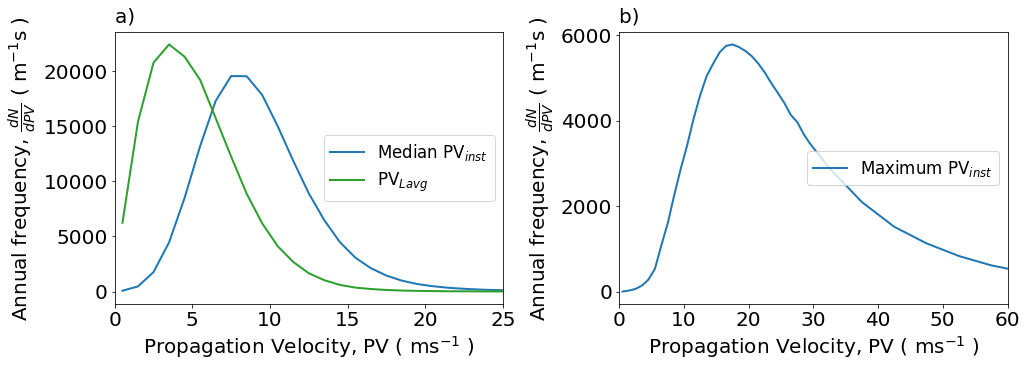 a)
Annual frequency, dN/dPV ( m⁻¹s )
20000
15000
10000
5000
0
Median PV_inst
PV_Lavg
0 5 10 15 20 25
Propagation Velocity, PV ( ms⁻¹ )
b)
Annual frequency, dN/dPV ( m⁻¹s )
6000
4000
2000
0
Maximum PV_inst
0 10 20 30 40 50 60
Propagation Velocity, PV ( ms⁻¹ )